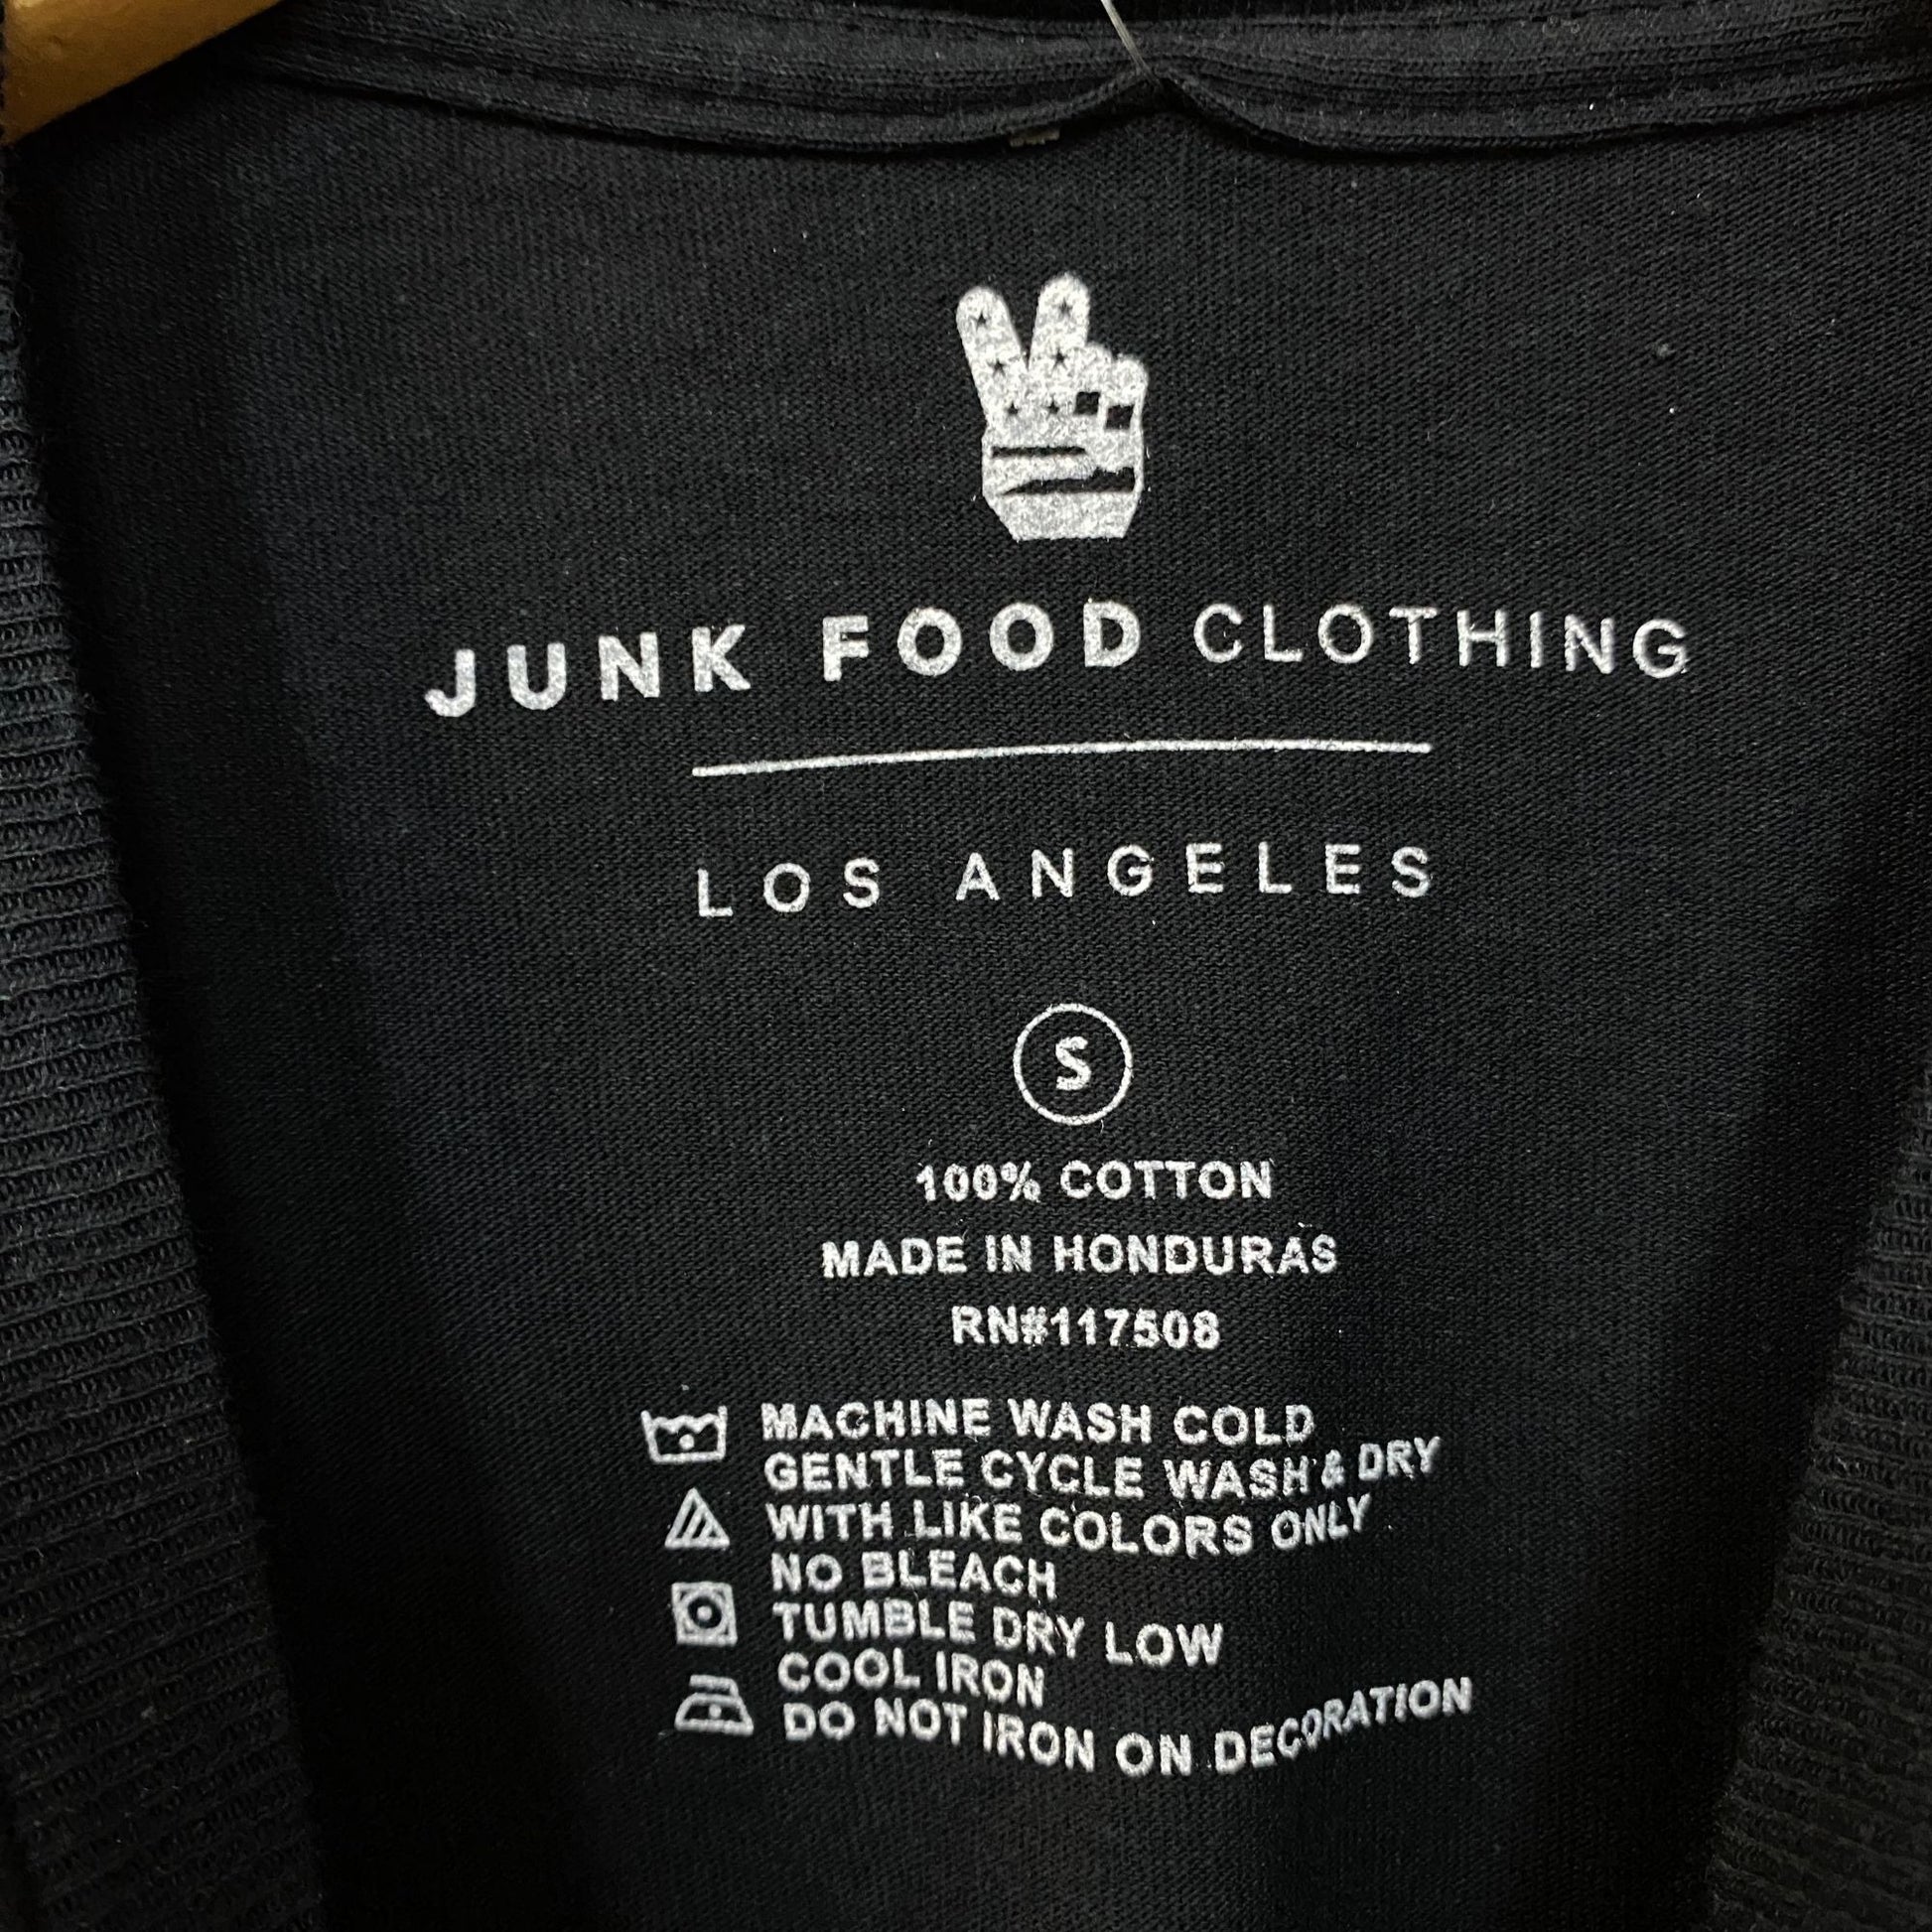 JUNK FOOD CLOTHING
LOS ANGELES
S
100% COTTON
MADE IN HONDURAS
RN#117508
MACHINE WASH COLD
GENTLE CYCLE WASH & DRY
WITH LIKE COLORS ONLY
NO BLEACH
TUMBLE DRY LOW
COOL IRON
DO NOT IRON ON DECORATION